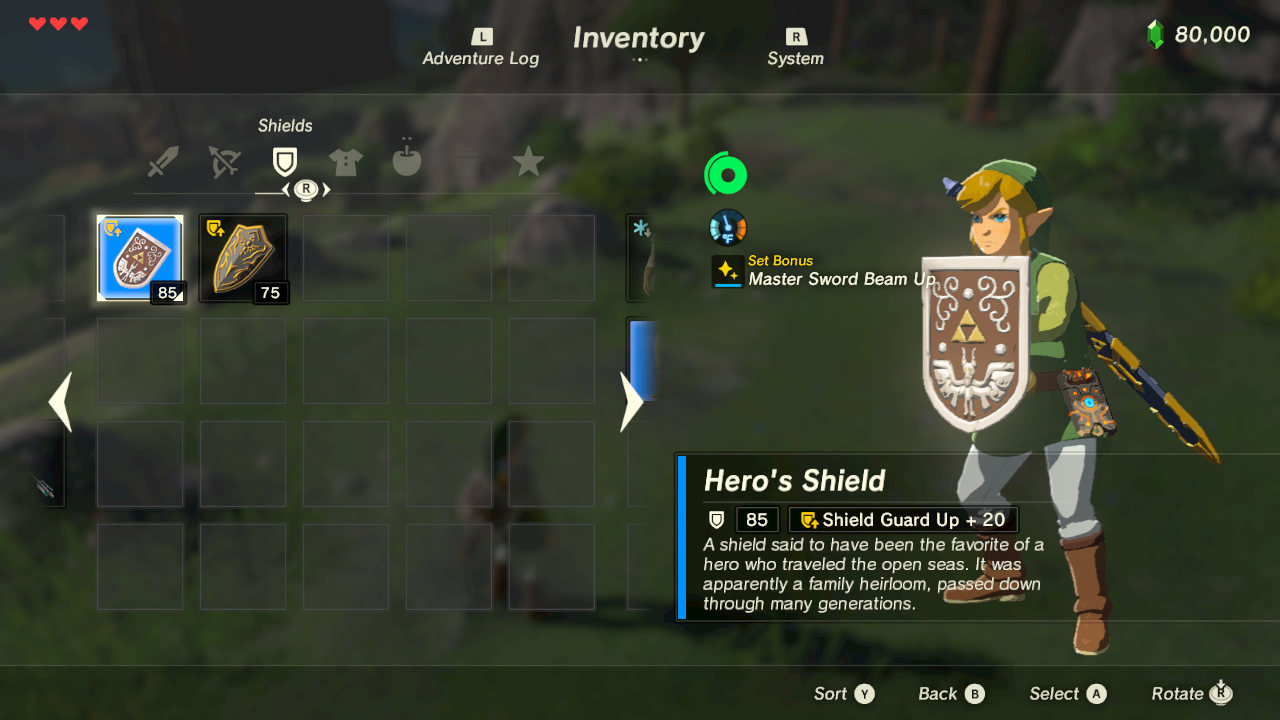 L
Adventure Log
Inventory
R
System
80,000
Shields
R
85
75
°F
Set Bonus
Master Sword Beam Up
Hero's Shield
85
Shield Guard Up + 20
A shield said to have been the favorite of a
hero who traveled the open seas. It was
apparently a family heirloom, passed down
through many generations.
Sort Y
Back B
Select A
Rotate R